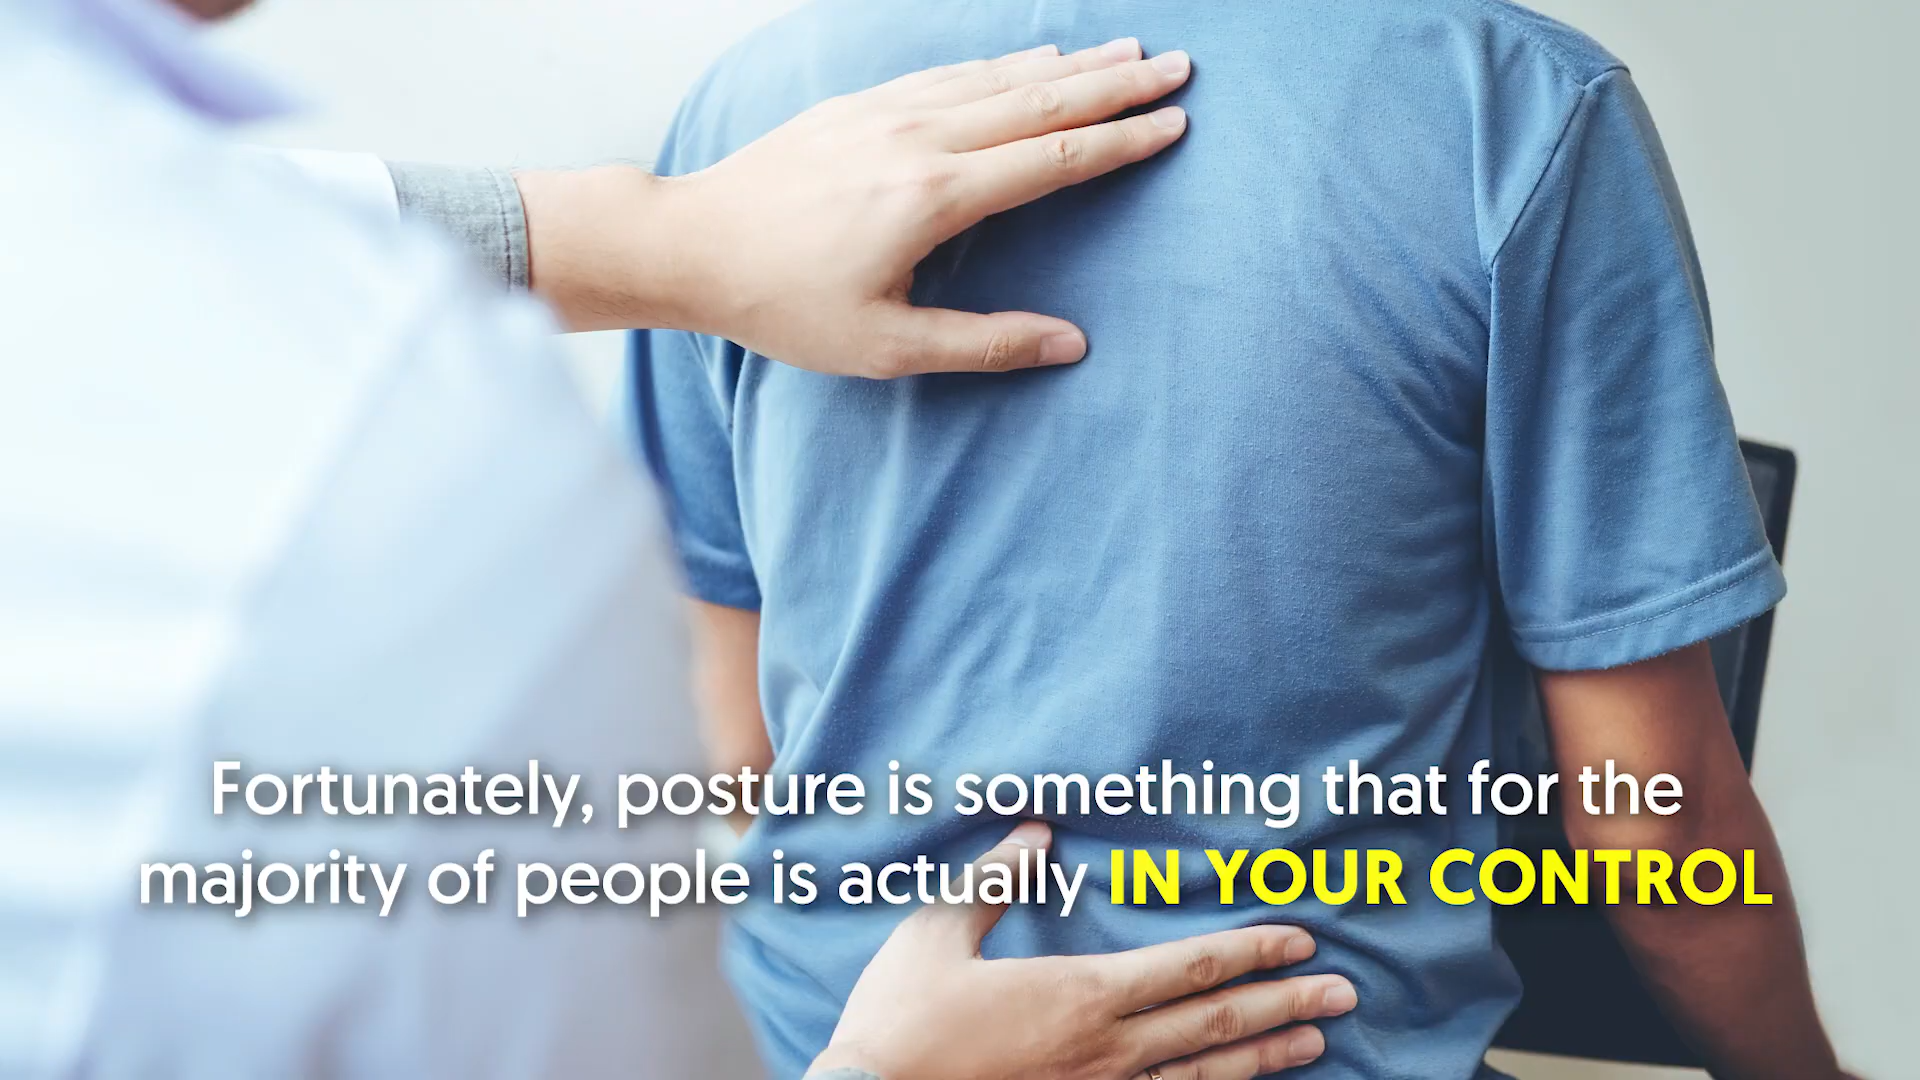 Fortunately, posture is something that for the
majority of people is actually IN YOUR CONTROL